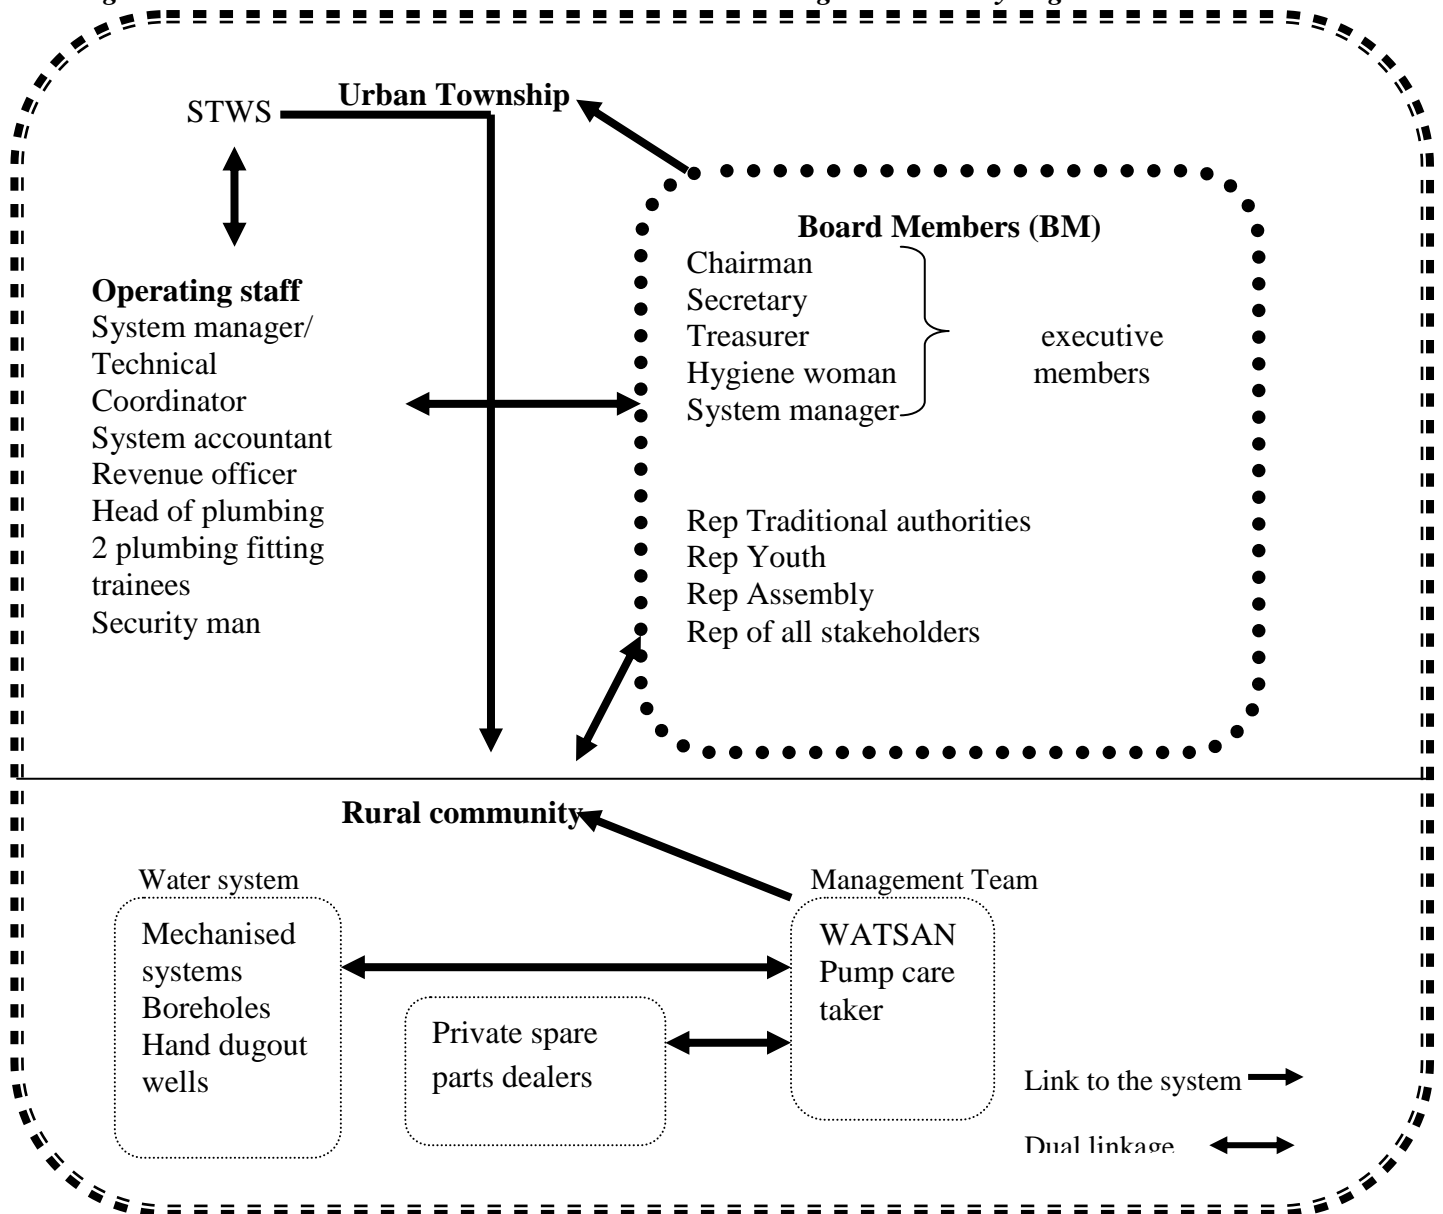 Urban Township
STWS
Board Members (BM)
Chairman
Secretary
Treasurer
Hygiene woman
System manager
executive
members
Operating staff
System manager/
Technical
Coordinator
System accountant
Revenue officer
Head of plumbing
2 plumbing fitting
trainees
Security man
Rep Traditional authorities
Rep Youth
Rep Assembly
Rep of all stakeholders
Rural community
Water system
Mechanised
systems
Boreholes
Hand dugout
wells
Private spare
parts dealers
Management Team
WATSAN
Pump care
taker
Link to the system
Dual linkage